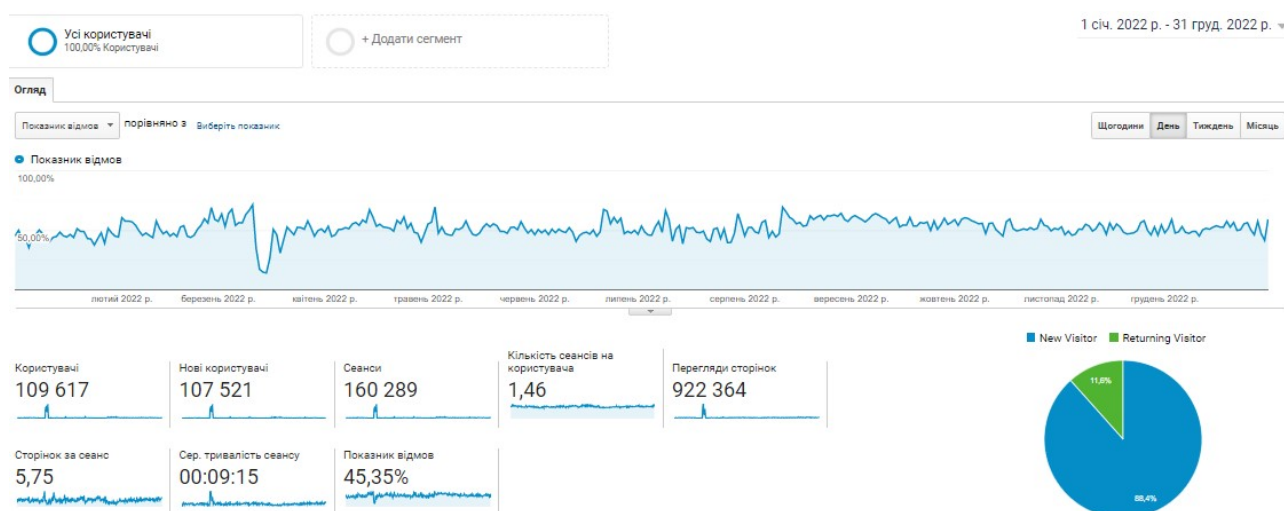 Усі користувачі
100,00% Користувачі
+ Додати сегмент
1 січ. 2022 р. - 31 груд. 2022 р.
Огляд
Показник відмов
порівняно з
Виберіть показник
Щогодини
День
Тиждень
Місяць
Показник відмов
100,00%
50,00%
лютий 2022 р.
березень 2022 р.
квітень 2022 р.
травень 2022 р.
червень 2022 р.
липень 2022 р.
серпень 2022 р.
вересень 2022 р.
жовтень 2022 р.
листопад 2022 р.
грудень 2022 р.
New Visitor
Returning Visitor
Користувачі
109 617
Нові користувачі
107 521
Сеанси
160 289
Кількість сеансів на
користувача
1,46
Перегляди сторінок
922 364
11,6%
88,4%
Сторінок за сеанс
5,75
Сер. тривалість сеансу
00:09:15
Показник відмов
45,35%